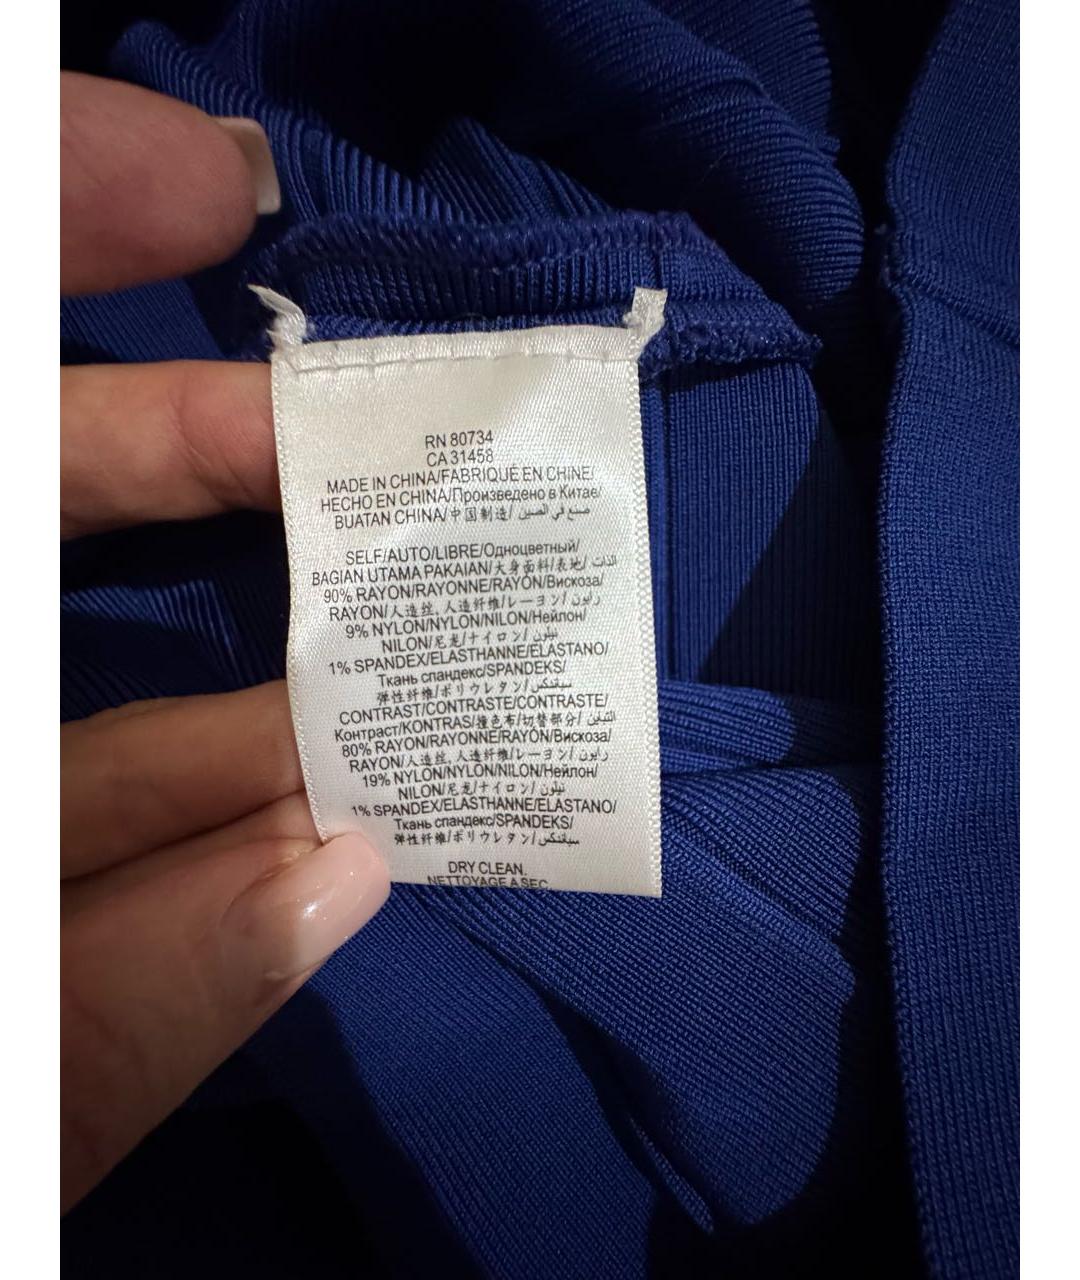 RN 80734
CA 31458
MADE IN CHINA/FABRIQUÉ EN CHINE/
HECHO EN CHINA/Произведено в Китае/
BUATAN CHINA/中国制造/ صنع في الصين
SELF/AUTO/LIBRE/Одноцветный/
BAGIAN UTAMA PAKAIAN/大身面料/表地/ الذات
90% RAYON/RAYONNE/RAYÓN/Вискоза/
RAYON/人造丝, 人造纤维/レーヨン/ رايون
9% NYLON/NYLON/NILON/Нейлон/
NILON/尼龙/ナイロン/ نيلون
1% SPANDEX/ELASTHANNE/ELASTANO/
Ткань спандекс/SPANDEKS/
弹性纤维/ポリウレタン/ سباندكس
CONTRAST/CONTRASTE/CONTRASTE/
Контраст/KONTRAS/撞色布/切替部分/ التباين
80% RAYON/RAYONNE/RAYÓN/Вискоза/
RAYON/人造丝, 人造纤维/レーヨン/ رايون
19% NYLON/NYLON/NILON/Нейлон/
NILON/尼龙/ナイロン/ نيلون
1% SPANDEX/ELASTHANNE/ELASTANO/
Ткань спандекс/SPANDEKS/
弹性纤维/ポリウレタン/ سباندكس
DRY CLEAN.
NETTOYAGE A SEC.